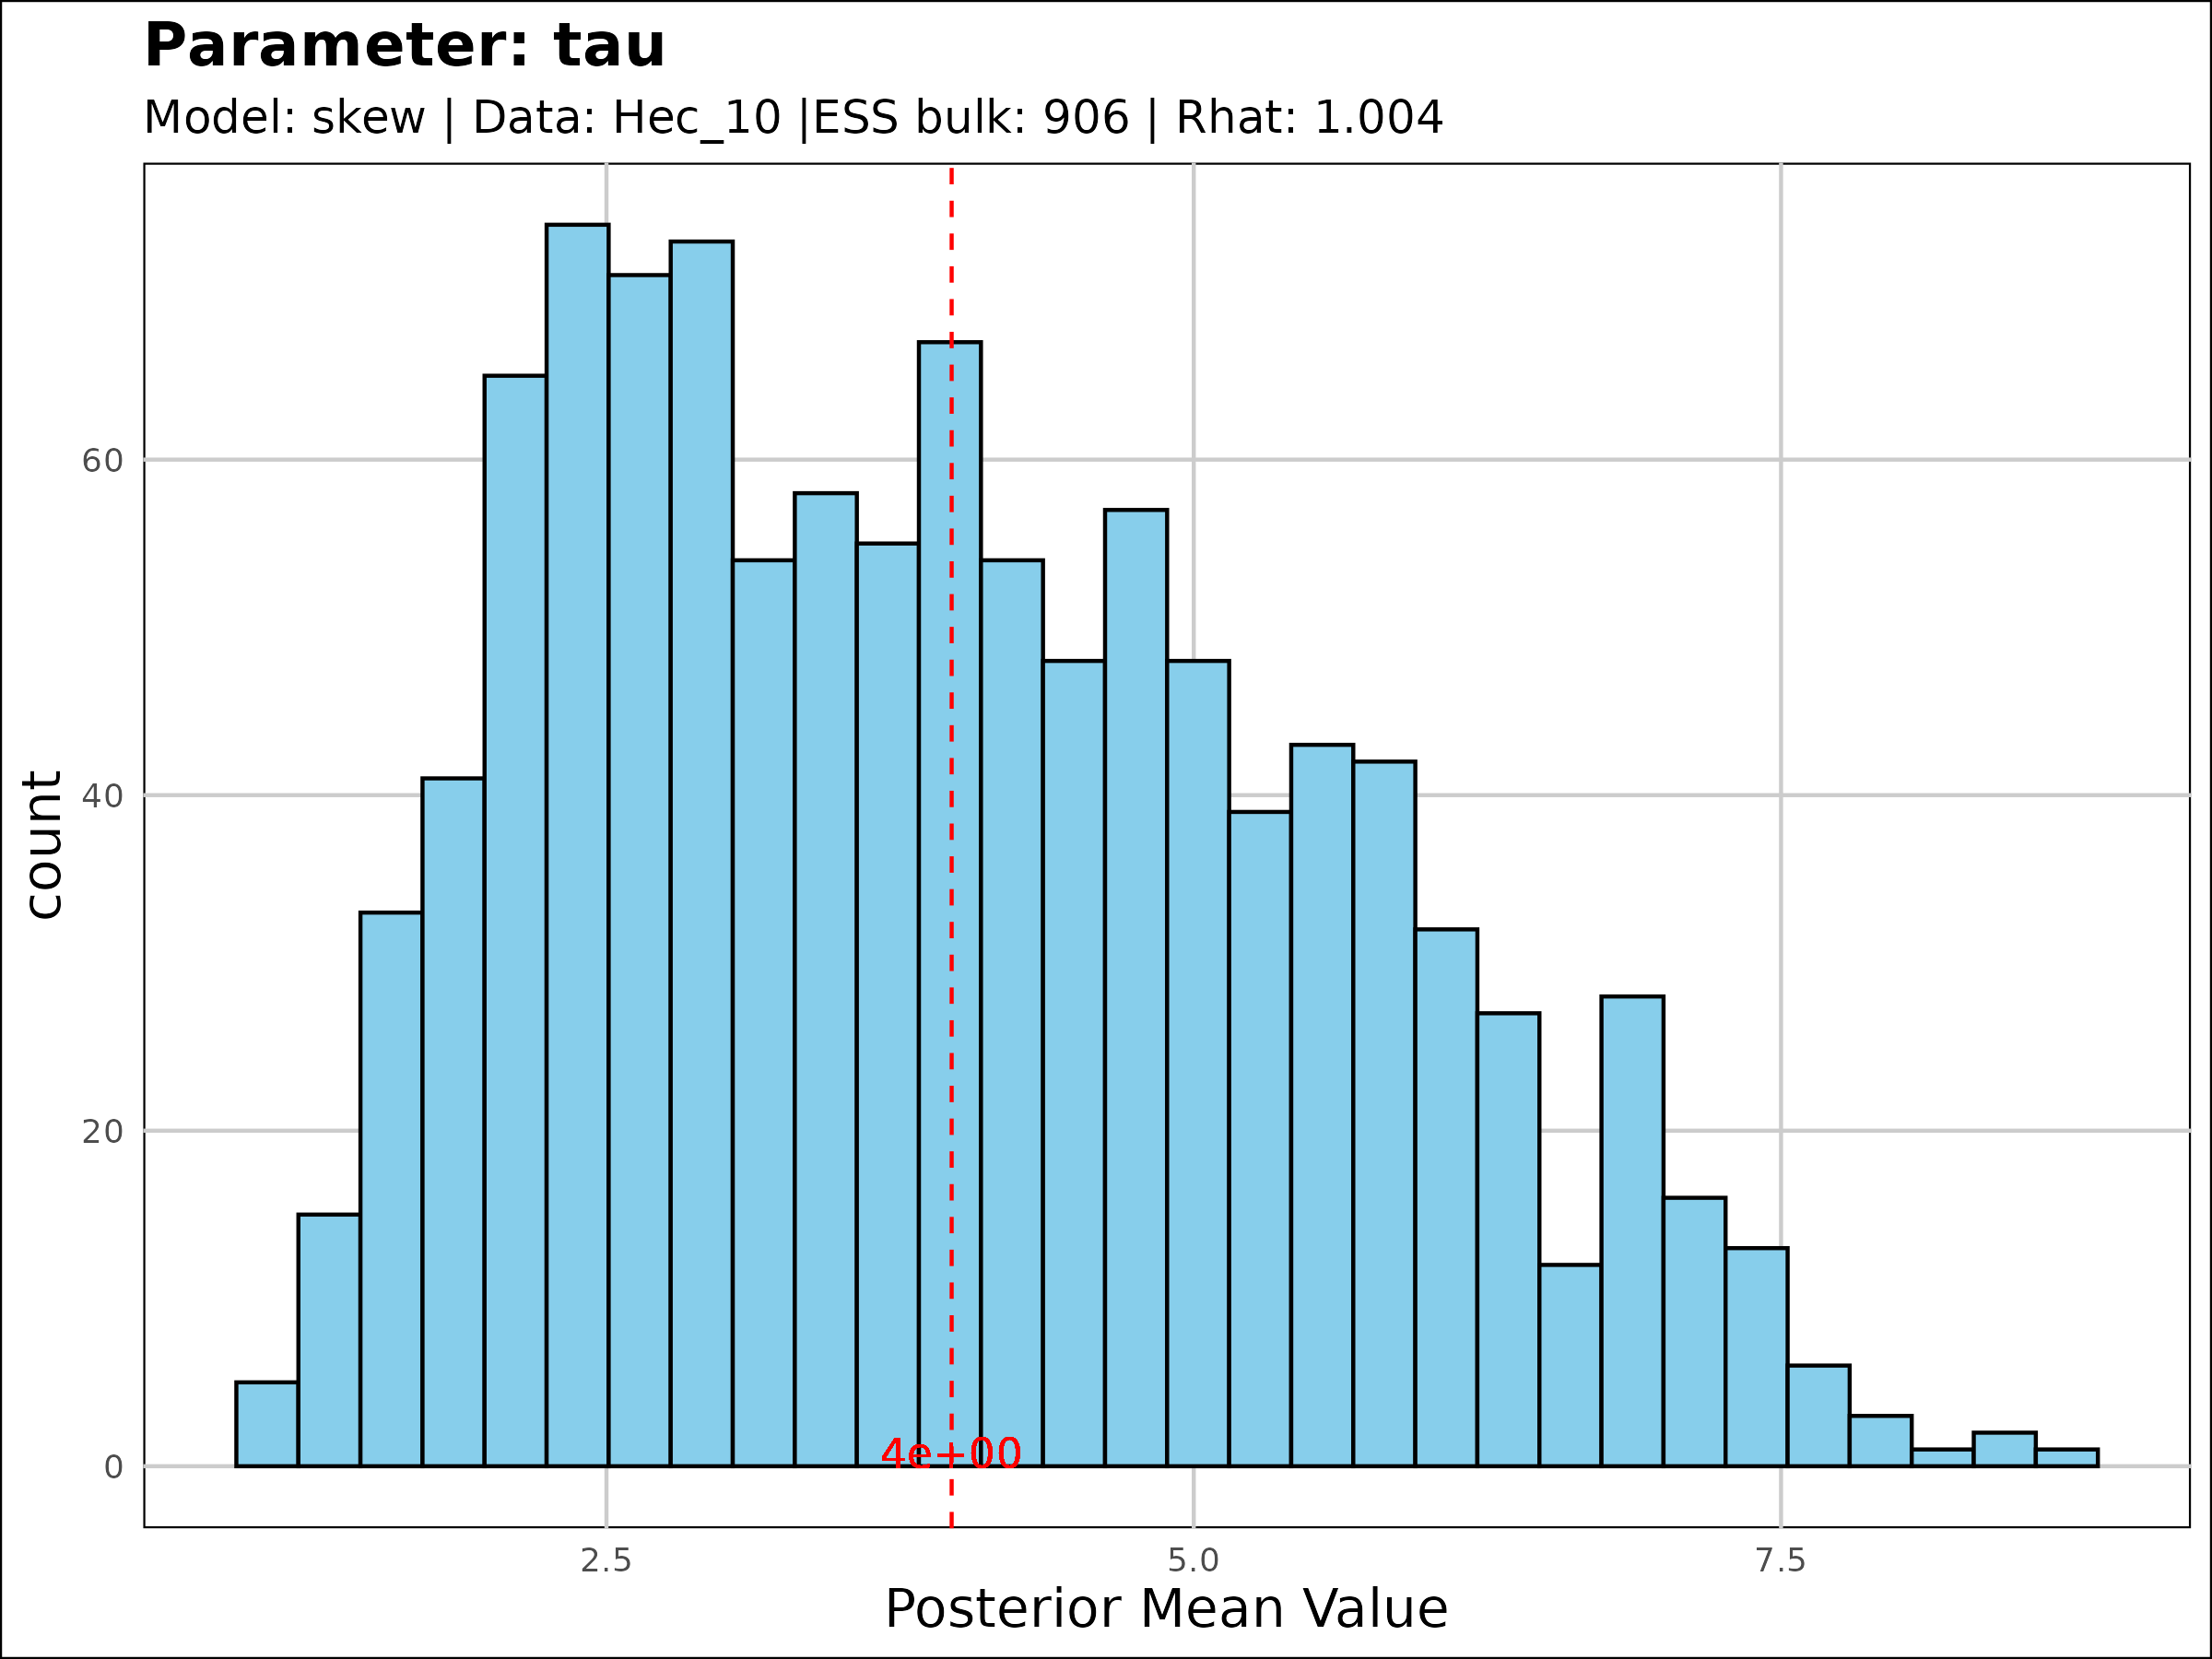 Parameter: tau
Model: skew | Data: Hec_10 |ESS bulk: 906 | Rhat: 1.004
60
40
20
0
count
4e+00
2.5 5.0 7.5
Posterior Mean Value